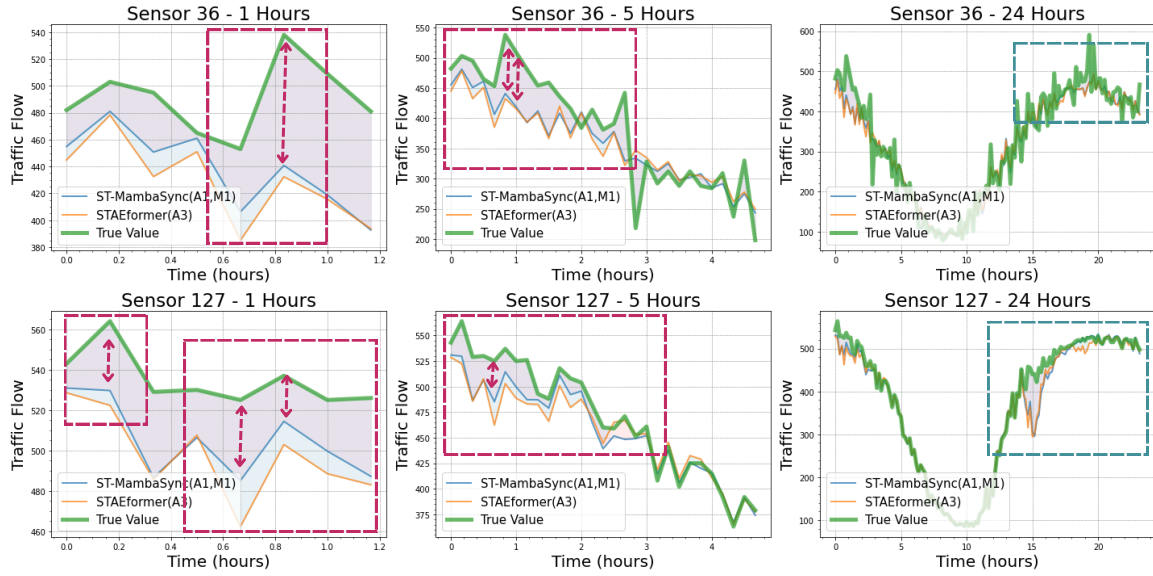 Sensor 36 - 1 Hours
Traffic Flow
540
520
500
480
460
440
420
400
380
ST-MambaSync(A1,M1)
STAEformer(A3)
True Value
0.0 0.2 0.4 0.6 0.8 1.0 1.2
Time (hours)
Sensor 36 - 5 Hours
Traffic Flow
550
500
450
400
350
300
250
200
ST-MambaSync(A1,M1)
STAEformer(A3)
True Value
0 1 2 3 4
Time (hours)
Sensor 36 - 24 Hours
Traffic Flow
600
500
400
300
200
100
ST-MambaSync(A1,M1)
STAEformer(A3)
True Value
0 5 10 15 20
Time (hours)
Sensor 127 - 1 Hours
Traffic Flow
560
540
520
500
480
460
ST-MambaSync(A1,M1)
STAEformer(A3)
True Value
0.0 0.2 0.4 0.6 0.8 1.0 1.2
Time (hours)
Sensor 127 - 5 Hours
Traffic Flow
550
525
500
475
450
425
400
375
ST-MambaSync(A1,M1)
STAEformer(A3)
True Value
0 1 2 3 4
Time (hours)
Sensor 127 - 24 Hours
Traffic Flow
500
400
300
200
100
ST-MambaSync(A1,M1)
STAEformer(A3)
True Value
0 5 10 15 20
Time (hours)